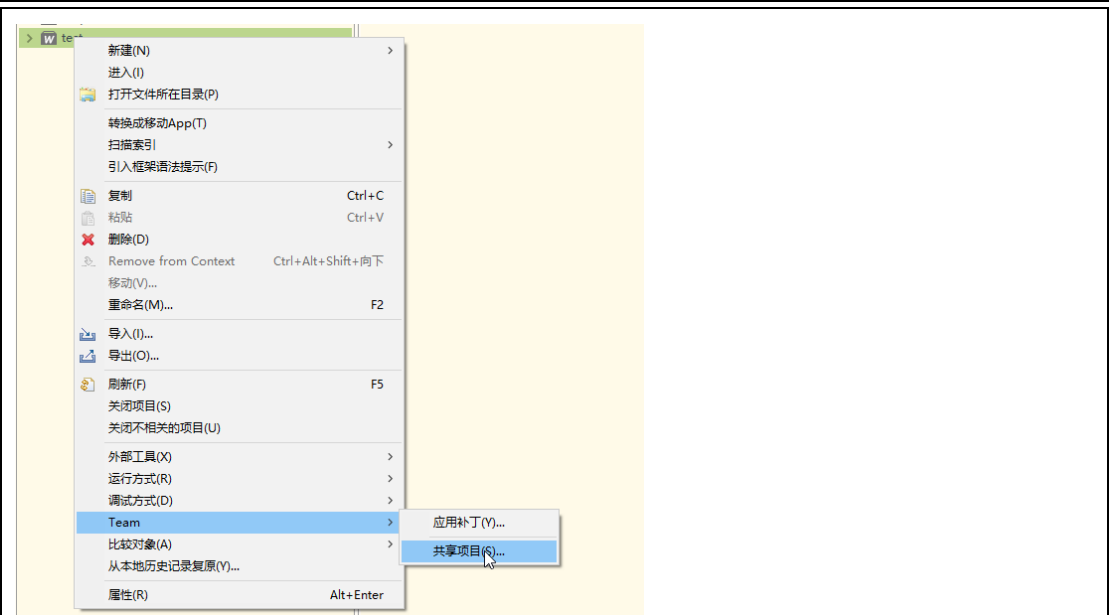 新建(N)
进入(I)
打开文件所在目录(P)
转换成移动App(T)
扫描索引
引入框架语法提示(F)
复制 Ctrl+C
粘贴 Ctrl+V
删除(D)
Remove from Context Ctrl+Alt+Shift+向下
移动(V)...
重命名(M)... F2
导入(I)...
导出(O)...
刷新(F) F5
关闭项目(S)
关闭不相关的项目(U)
外部工具(X)
运行方式(R)
调试方式(D)
Team
应用补丁(Y)...
比较对象(A)
共享项目(S)...
从本地历史记录复原(Y)...
属性(R) Alt+Enter